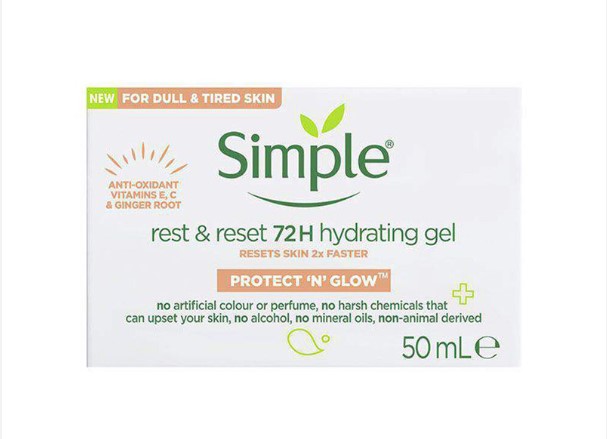 NEW FOR DULL & TIRED SKIN
Simple®
ANTI-OXIDANT
VITAMINS E, C
& GINGER ROOT
rest & reset 72H hydrating gel
RESETS SKIN 2x FASTER
PROTECT ‘N’ GLOW™
no artificial colour or perfume, no harsh chemicals that
can upset your skin, no alcohol, no mineral oils, non-animal derived
50 mL℮